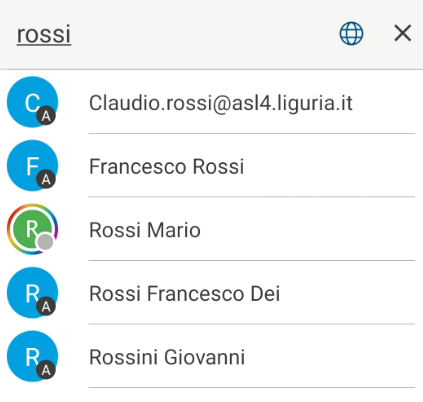 rossi
C
A
Claudio.rossi@asl4.liguria.it
F
A
Francesco Rossi
R
Rossi Mario
R
A
Rossi Francesco Dei
R
A
Rossini Giovanni